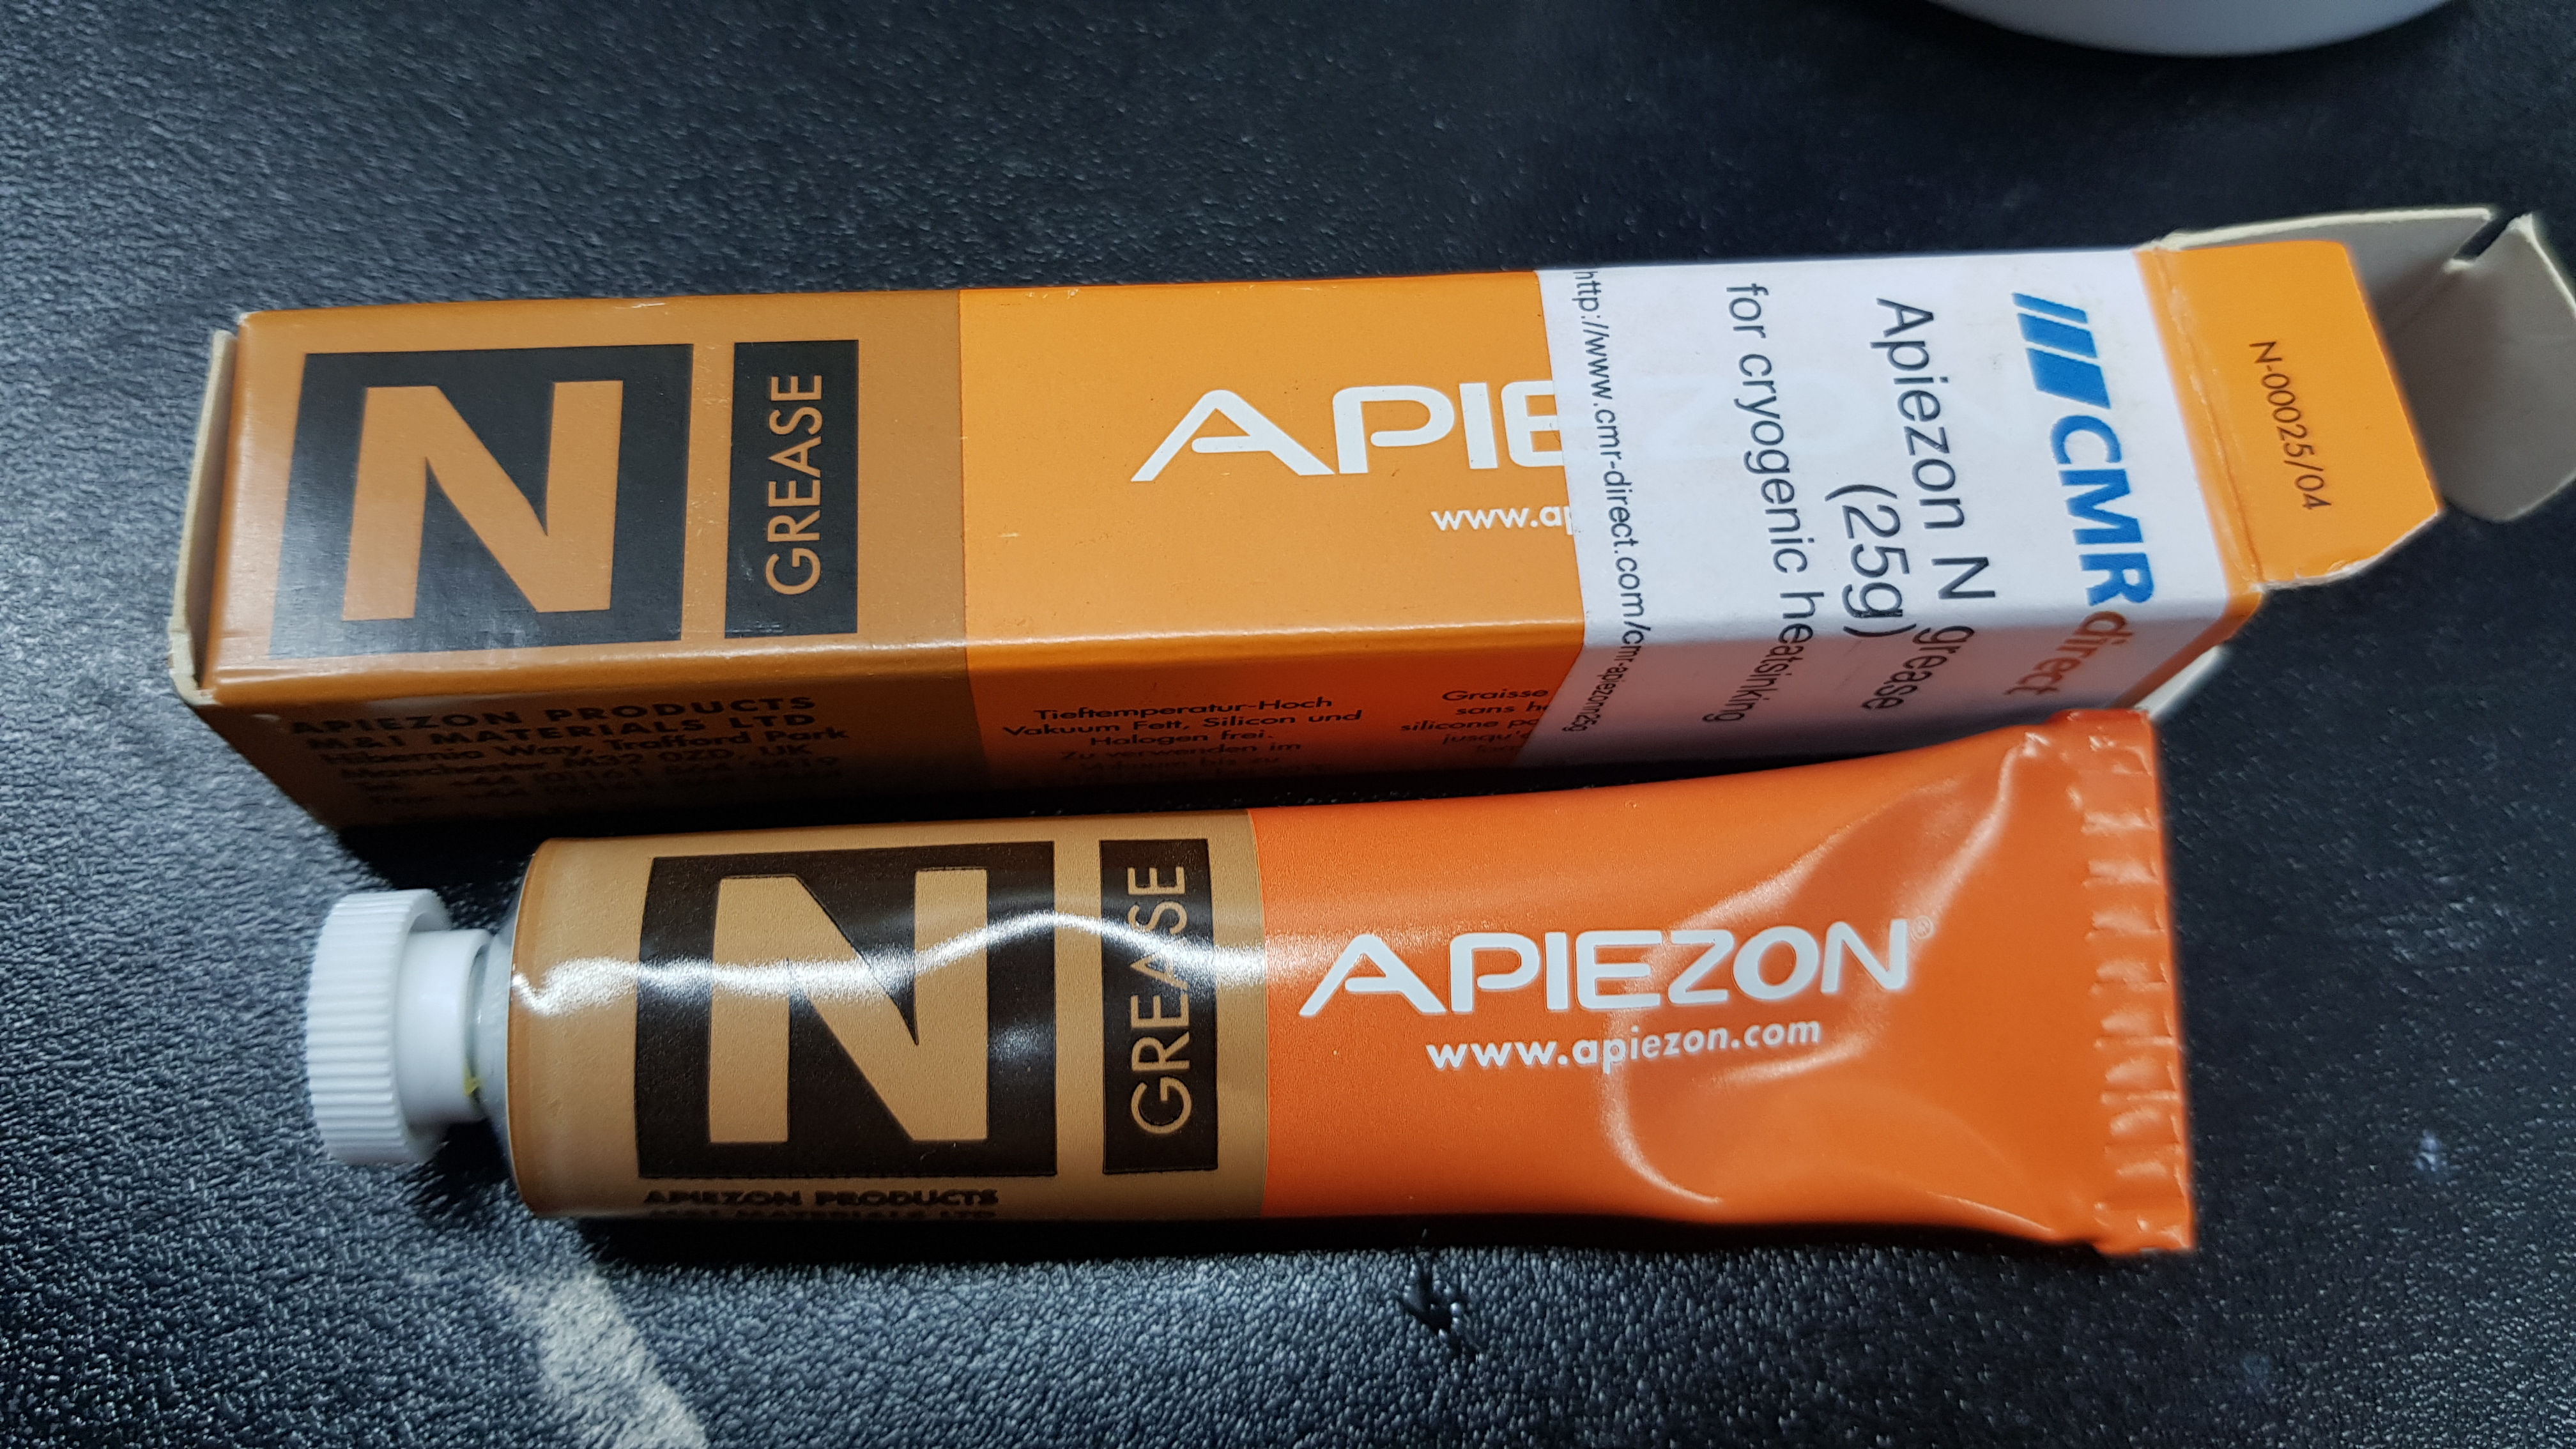 N
GREASE
APIE
www.ap
CMR direct
Apiezon N grease
(25g)
for cryogenic heatsinking
http://www.cmr-direct.com/cmr-apiezonn25g
N-00025/04
APIEZON PRODUCTS
M&I MATERIALS LTD
Hibernia Way, Trafford Park
Manchester M32 0ZD, UK
Tieftemperatur-Hoch
Vakuum Fett, Silicon und
Halogen frei.
Zu verwenden im
Graisse
sans h
silicone po
jusqu'
N
GREASE
APIEZON®
www.apiezon.com
APIEZON PRODUCTS
M&I MATERIALS LTD